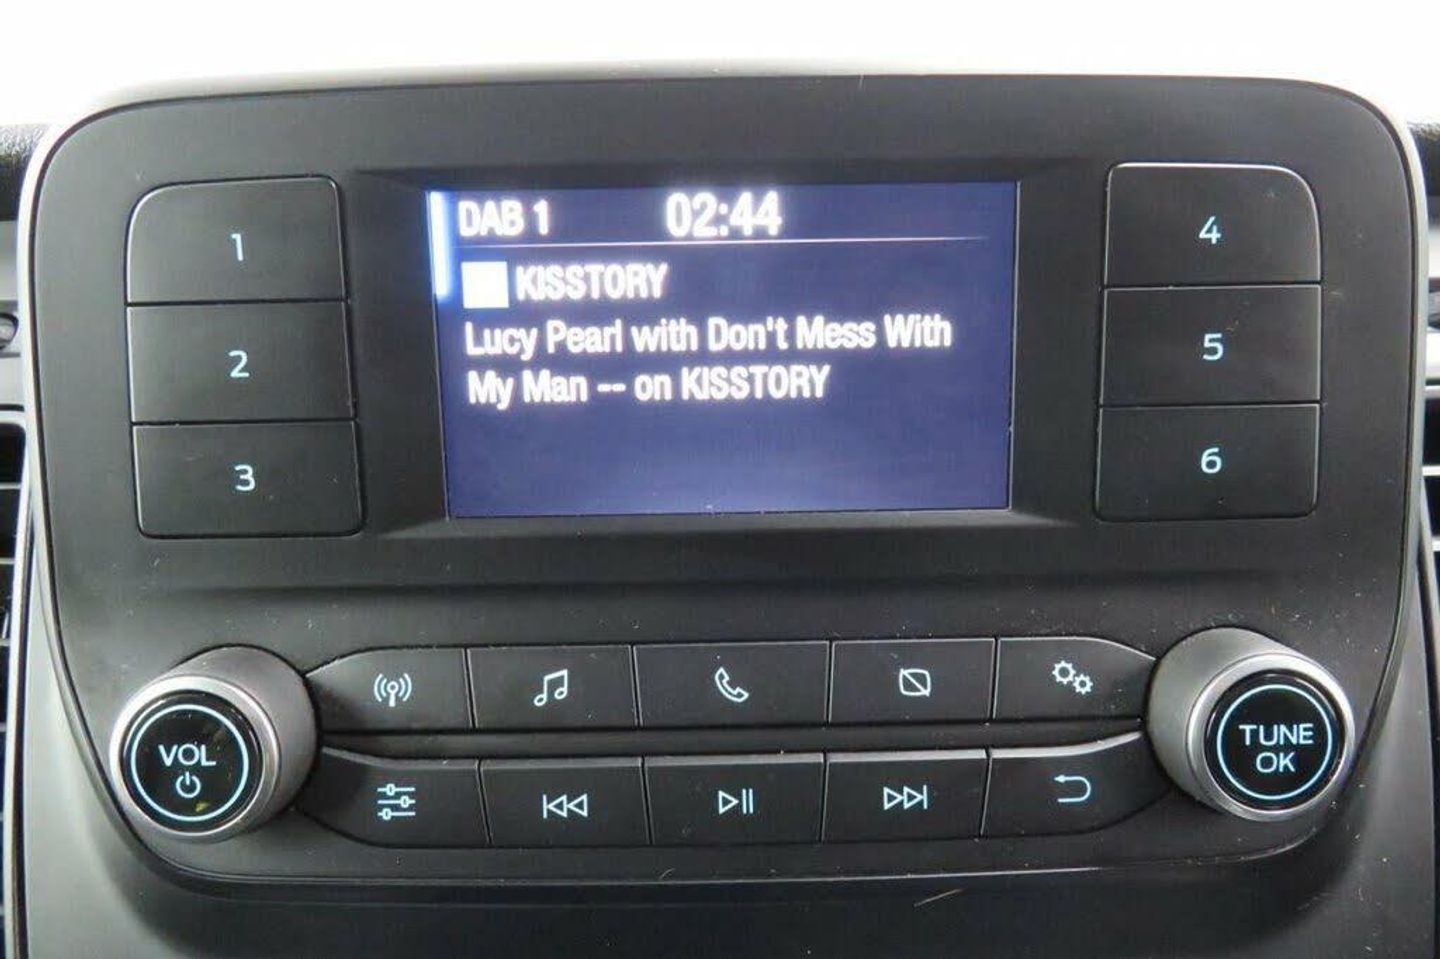 DAB 1 02:44
KISSTORY
Lucy Pearl with Don't Mess With
My Man -- on KISSTORY
1
2
3
4
5
6
VOL
TUNE
OK